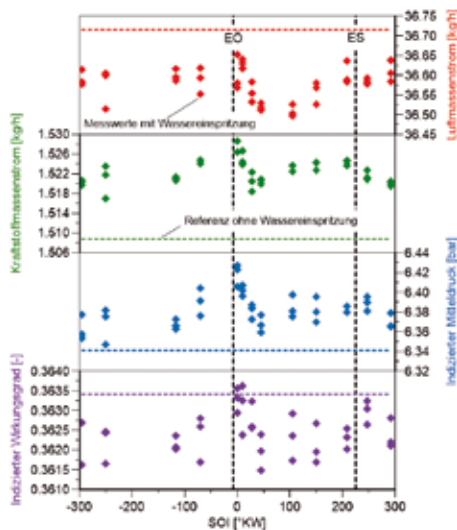 EÖ
ES
36.75
36.70
36.65
36.60
36.55
36.50
36.45
Luftmassenstrom [kg/h]
Messwerte mit Wassereinspritzung
1.530
1.526
1.522
1.518
1.514
1.510
1.506
Kraftstoffmassenstrom [kg/h]
Referenz ohne Wassereinspritzung
6.44
6.42
6.40
6.38
6.36
6.34
6.32
Indizierter Mitteldruck [bar]
0.3640
0.3635
0.3630
0.3625
0.3620
0.3615
0.3610
Indizierter Wirkungsgrad [-]
-300 -200 -100 0 100 200 300
SOI [°KW]